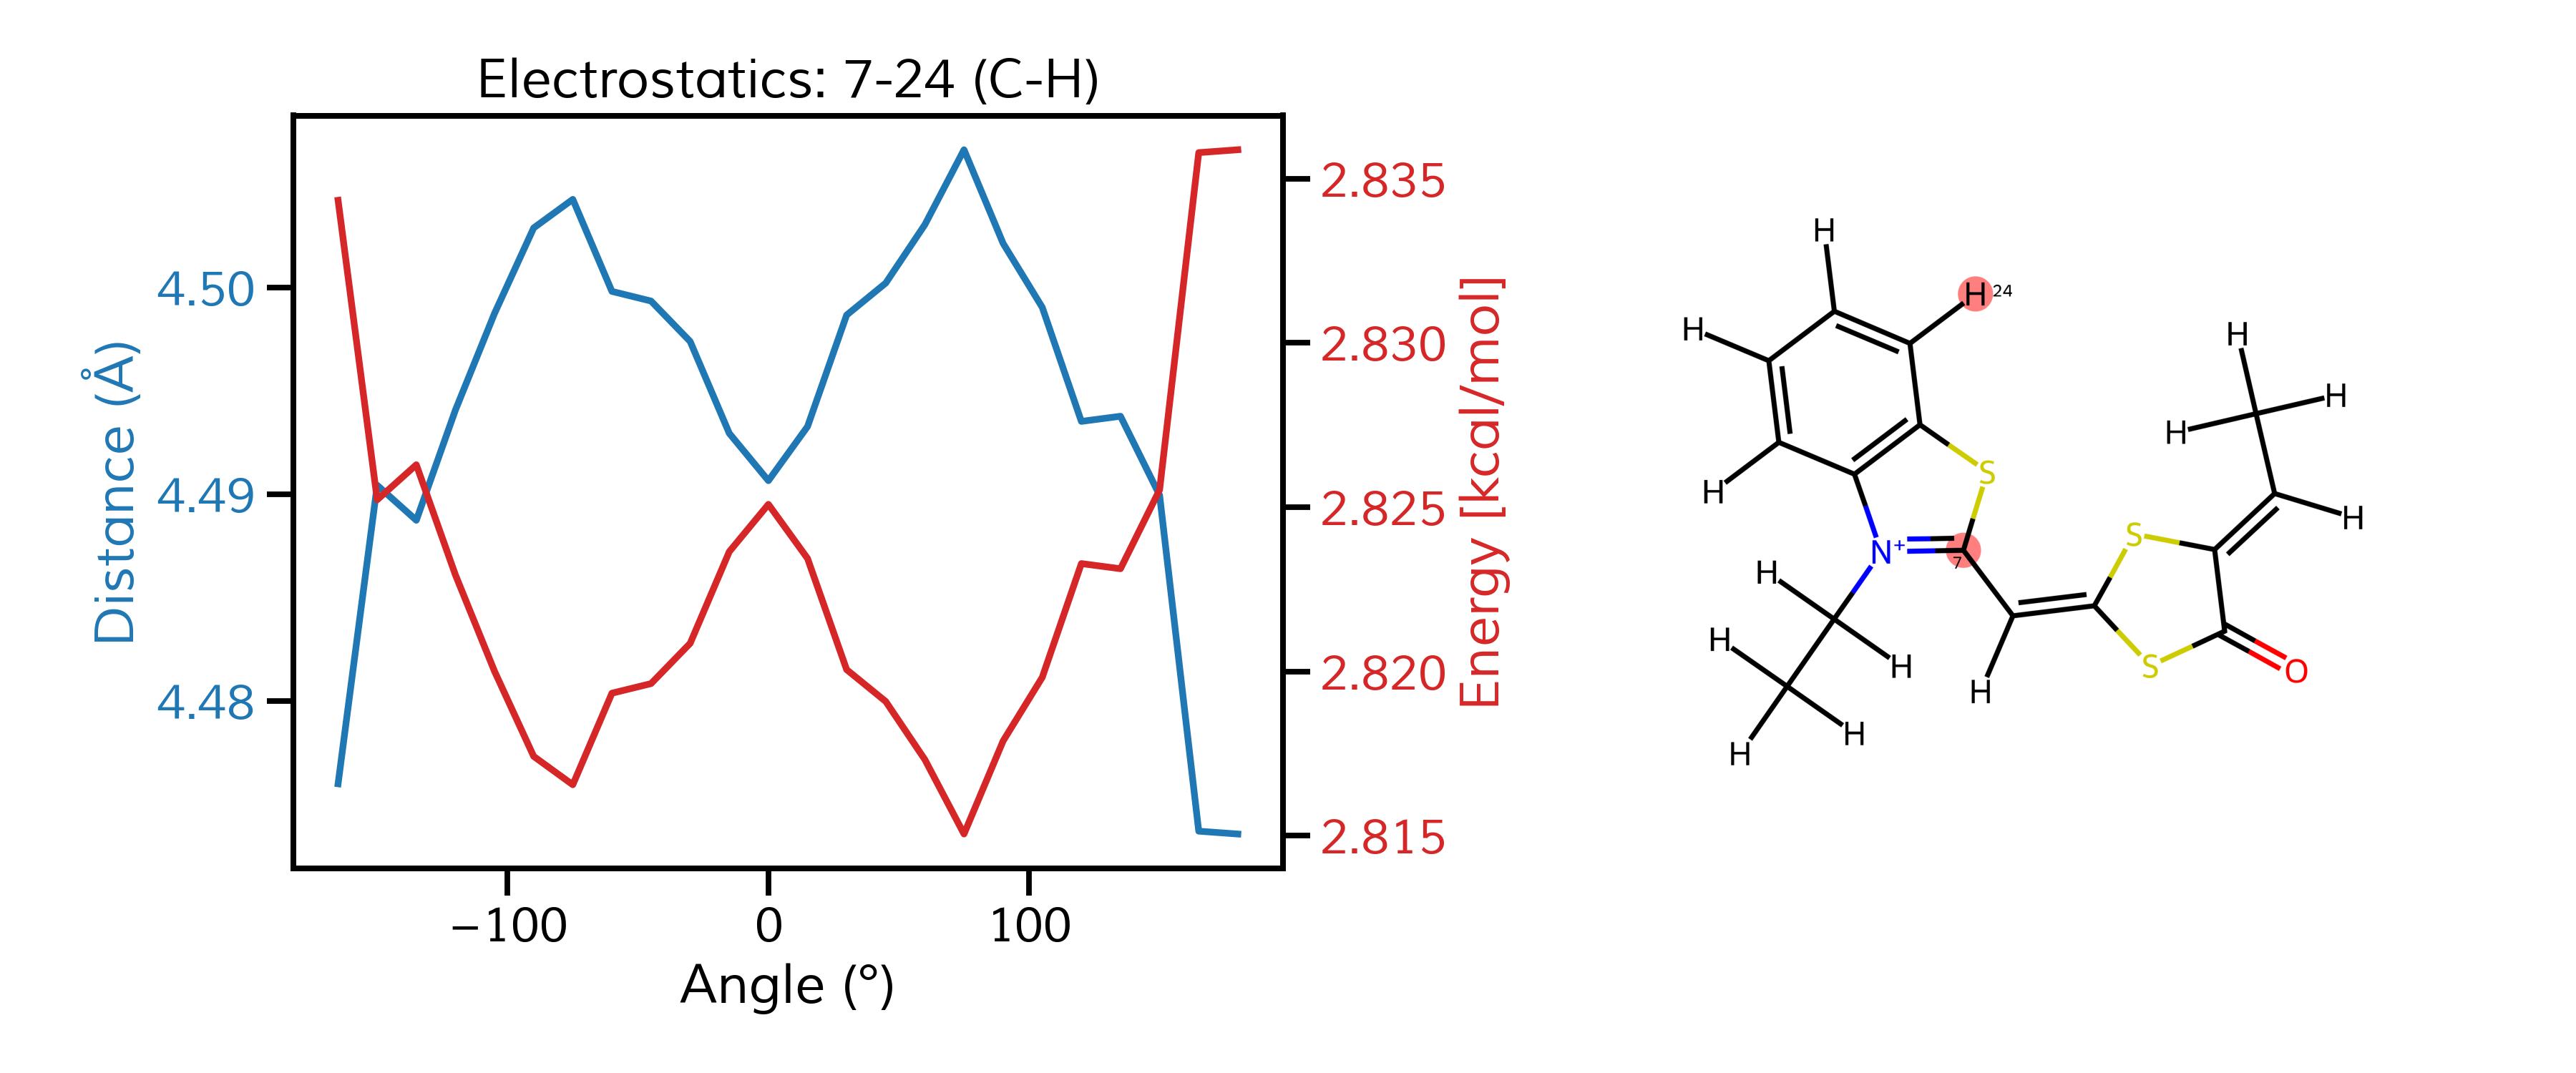 Electrostatics: 7-24 (C-H)
Distance (Å)
4.50
4.49
4.48
−100
0
100
Angle (°)
2.835
2.830
2.825
2.820
2.815
Energy [kcal/mol]
H
H 24
H
H
H
H
H
S
H
S
H
N+
7
H
H
H
S
O
H
H
H